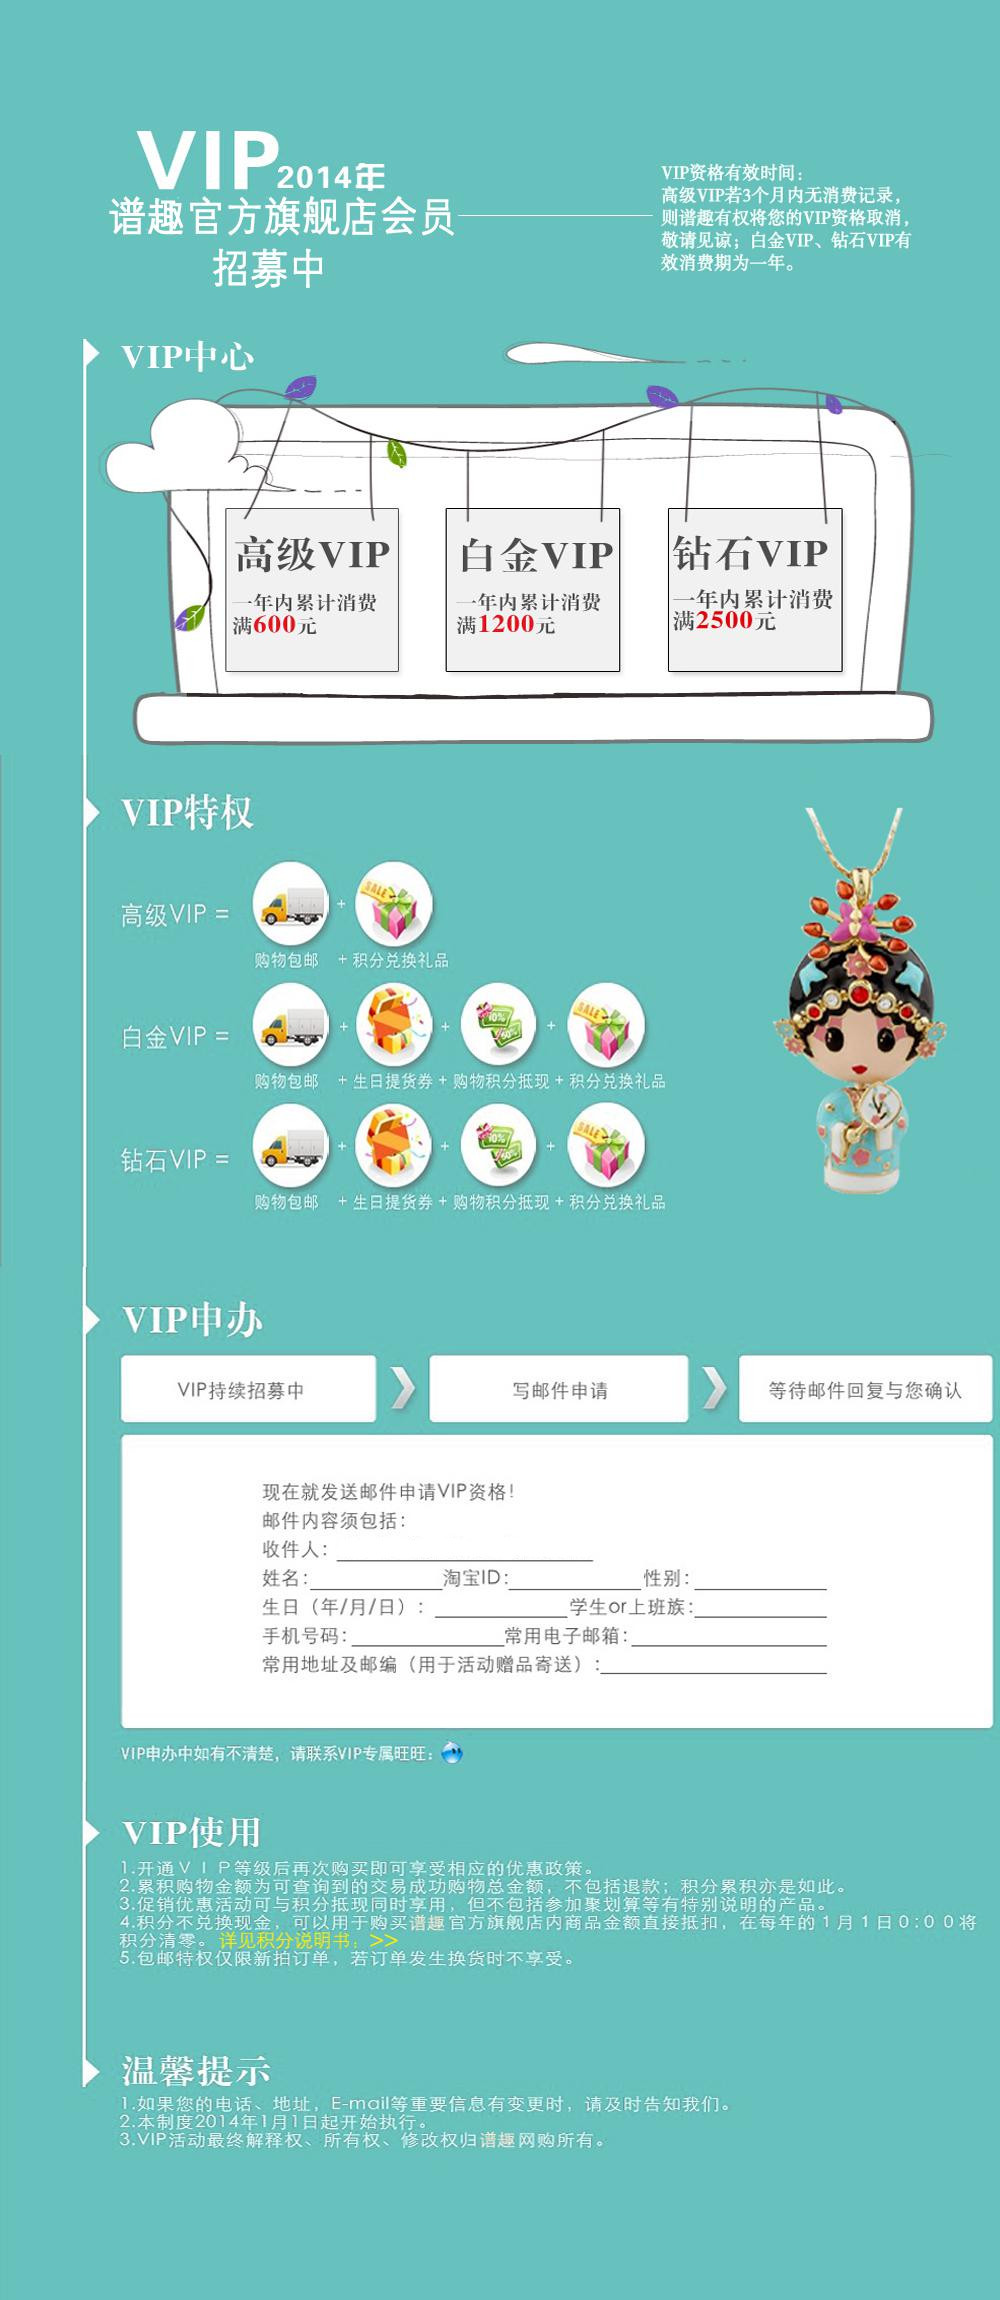 VIP2014年
谱趣官方旗舰店会员
招募中
VIP资格有效时间：
高级VIP若3个月内无消费记录，
则谱趣有权将您的VIP资格取消，
敬请见谅；白金VIP、钻石VIP有
效消费期为一年。
VIP中心
高级VIP
一年内累计消费
满600元
白金VIP
一年内累计消费
满1200元
钻石VIP
一年内累计消费
满2500元
VIP特权
高级VIP =
SALE
+
购物包邮 + 积分兑换礼品
白金VIP =
+ + +
10%
50%
SALE
购物包邮 + 生日提货券 + 购物积分抵现 + 积分兑换礼品
钻石VIP =
+ + +
10%
50%
SALE
购物包邮 + 生日提货券 + 购物积分抵现 + 积分兑换礼品
VIP申办
VIP持续招募中
写邮件申请
等待邮件回复与您确认
现在就发送邮件申请VIP资格！
邮件内容须包括：
收件人：
姓名： 淘宝ID： 性别：
生日（年/月/日）： 学生or上班族：
手机号码： 常用电子邮箱：
常用地址及邮编（用于活动赠品寄送）：
VIP申办中如有不清楚，请联系VIP专属旺旺：
VIP使用
1.开通ＶＩＰ等级后再次购买即可享受相应的优惠政策。
2.累积购物金额为可查询到的交易成功购物总金额，不包括退款；积分累积亦是如此。
3.促销优惠活动可与积分抵现同时享用，但不包括参加聚划算等有特别说明的产品。
4.积分不兑换现金，可以用于购买谱趣官方旗舰店内商品金额直接抵扣，在每年的１月１日０:００将
积分清零。 详见积分说明书：>>
5.包邮特权仅限新拍订单，若订单发生换货时不享受。
温馨提示
1.如果您的电话、地址，E-mail等重要信息有变更时，请及时告知我们。
2.本制度2014年1月1日起开始执行。
3.VIP活动最终解释权、所有权、修改权归谱趣网购所有。